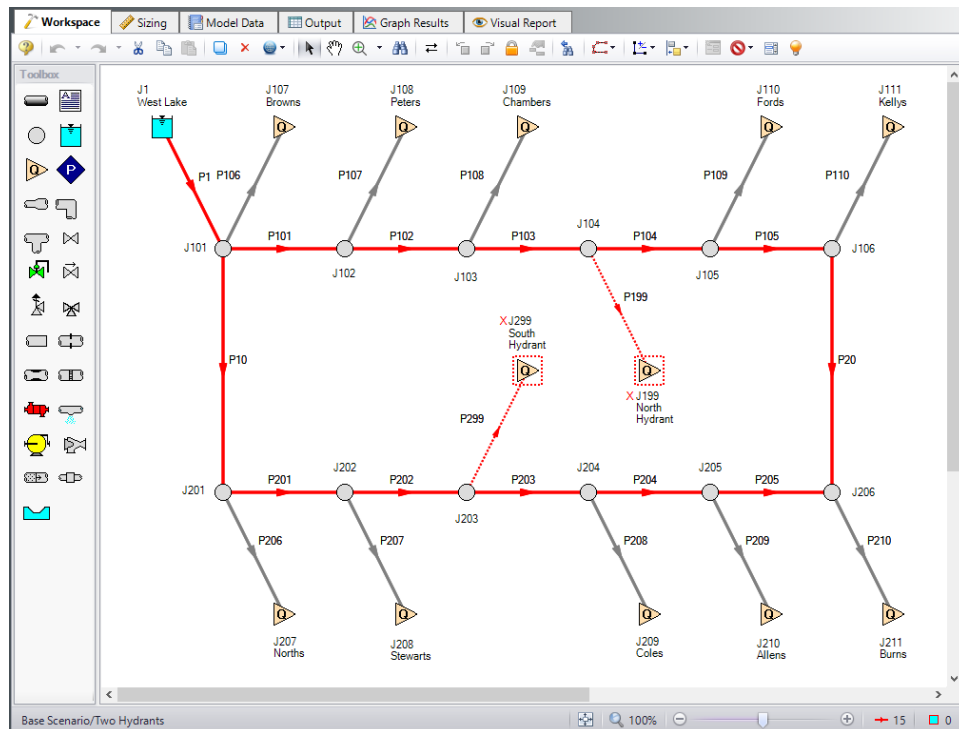 Workspace
Sizing
Model Data
Output
Graph Results
Visual Report
Toolbox
J1
West Lake
J107
Browns
J108
Peters
J109
Chambers
J110
Fords
J111
Kellys
P1
P106
P107
P108
P109
P110
J101
P101
P102
P103
J104
P104
P105
J106
J102
J103
J105
P199
X J299
South
Hydrant
P10
P20
Q
X J199
North
Hydrant
P299
J201
P201
J202
P202
P203
J204
P204
J205
P205
J206
J203
P206
P207
P208
P209
P210
J207
Norths
J208
Stewarts
J209
Coles
J210
Allens
J211
Burns
Base Scenario/Two Hydrants
100%
15
0